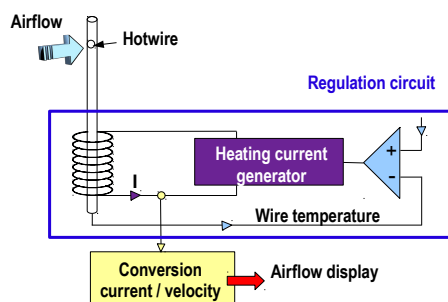 Airflow
Hotwire
Regulation circuit
Heating current
generator
+
-
I
Wire temperature
Conversion
current / velocity
Airflow display